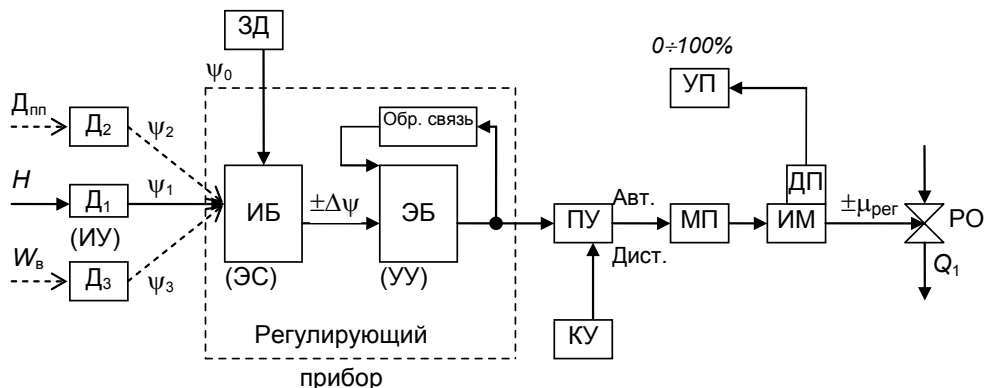 ЗД
0÷100%
ψ₀
УП
Дпп
Д₂
ψ₂
Обр. связь
H
Д₁
ψ₁
(ИУ)
ИБ
(ЭС)
±Δψ
ЭБ
(УУ)
Авт.
ПУ
Дист.
МП
ДП
ИМ
±μрег
РО
Q₁
Wв
Д₃
ψ₃
КУ
Регулирующий
прибор